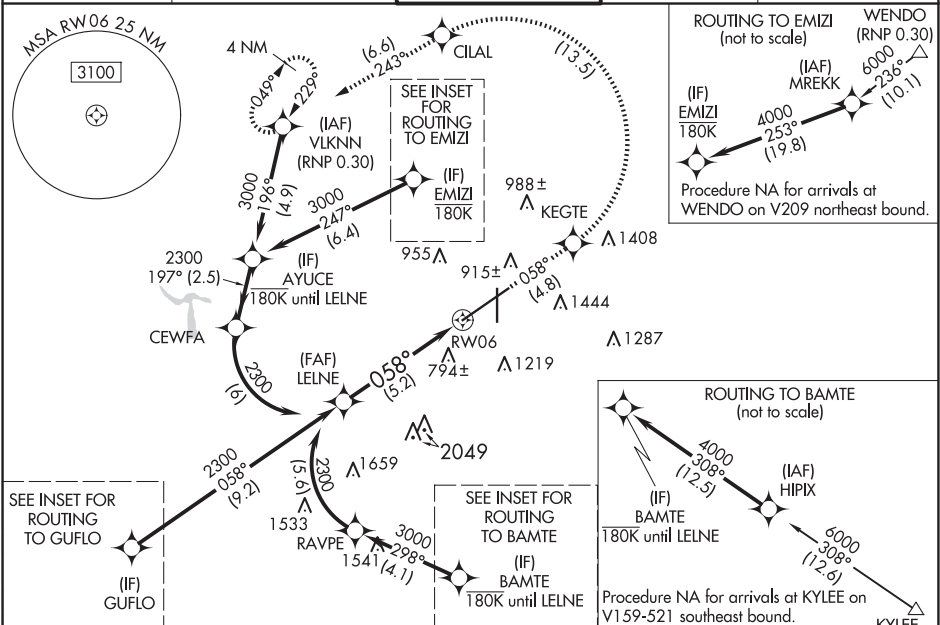 MSA RW06 25 NM
3100
4 NM
049°
229°
(6.6)
243°
CILAL
(13.5)
(IAF)
VLKNN
(RNP 0.30)
SEE INSET
FOR
ROUTING
TO EMIZI
(IF)
EMIZI
180K
3000
196°
(4.9)
3000
247°
(6.4)
988±
KEGTE
1408
955
915±
058°
(4.8)
1444
1287
2300
197° (2.5)
(IF)
AYUCE
180K until LELNE
CEWFA
RW06
794±
1219
(FAF)
LELNE
058°
(5.2)
2300
(6)
2049
2300
058°
(9.2)
2300
(5.6)
1659
1533
RAVPE
1541
3000
298°
(4.1)
SEE INSET FOR
ROUTING
TO GUFLO
(IF)
GUFLO
SEE INSET FOR
ROUTING
TO BAMTE
(IF)
BAMTE
180K until LELNE
ROUTING TO EMIZI
(not to scale)
WENDO
(RNP 0.30)
6000
236°
(10.1)
(IAF)
MREKK
(IF)
EMIZI
180K
4000
253°
(19.8)
Procedure NA for arrivals at
WENDO on V209 northeast bound.
ROUTING TO BAMTE
(not to scale)
4000
308°
(12.5)
(IAF)
HIPIX
(IF)
BAMTE
180K until LELNE
6000
308°
(12.6)
Procedure NA for arrivals at KYLEE on
V159-521 southeast bound.
KYLEE